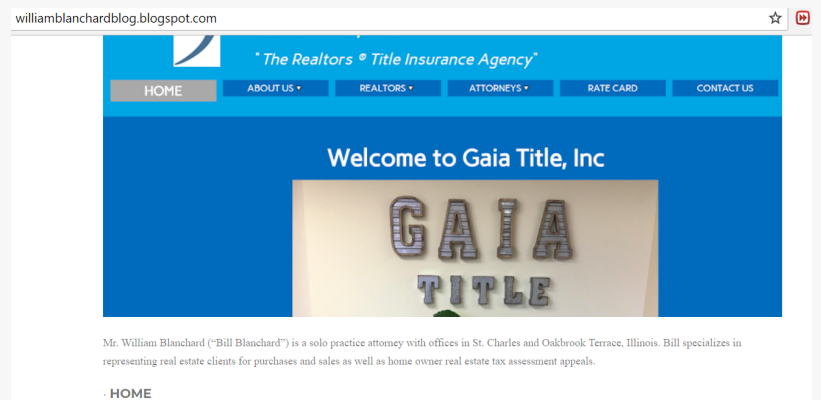 williamblanchardblog.blogspot.com
" The Realtors ® Title Insurance Agency"
HOME ABOUT US ▾ REALTORS ▾ ATTORNEYS ▾ RATE CARD CONTACT US
Welcome to Gaia Title, Inc
GAIA
TITLE
Mr. William Blanchard (“Bill Blanchard”) is a solo practice attorney with offices in St. Charles and Oakbrook Terrace, Illinois. Bill specializes in
representing real estate clients for purchases and sales as well as home owner real estate tax assessment appeals.
· HOME